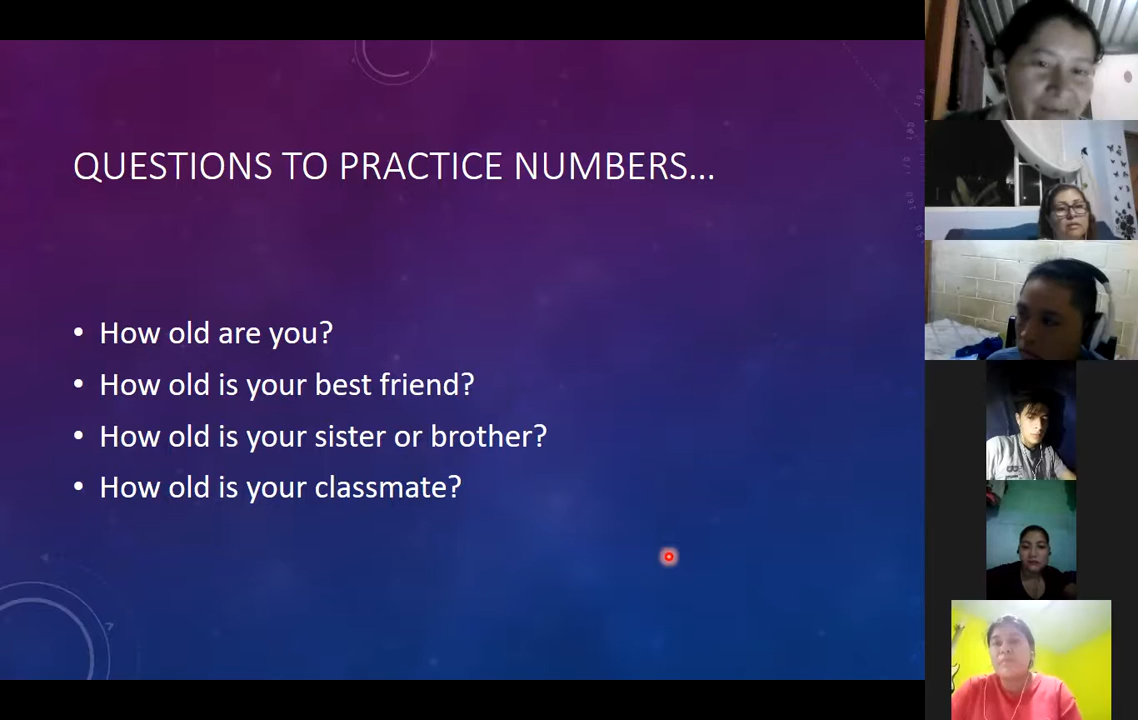 QUESTIONS TO PRACTICE NUMBERS...
• How old are you?
• How old is your best friend?
• How old is your sister or brother?
• How old is your classmate?